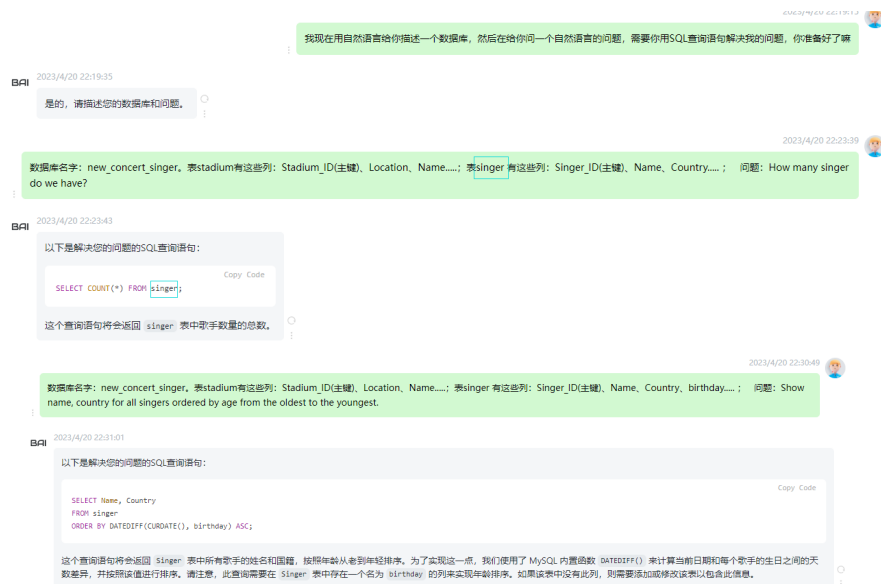 2023/4/20 22:19:13
我现在用自然语言给你描述一个数据库，然后在给你问一个自然语言的问题，需要你用SQL查询语句解决我的问题，你准备好了嘛
2023/4/20 22:19:35
BAI
是的，请描述您的数据库和问题。
2023/4/20 22:23:39
数据库名字：new_concert_singer。表stadium有这些列：Stadium_ID(主键)、Location、Name.....；表singer 有这些列：Singer_ID(主键)、Name、Country..... ； 问题：How many singer
do we have?
2023/4/20 22:23:43
BAI
以下是解决您的问题的SQL查询语句：
Copy Code
SELECT COUNT(*) FROM singer;
这个查询语句将会返回 singer 表中歌手数量的总数。
2023/4/20 22:30:49
数据库名字：new_concert_singer。表stadium有这些列：Stadium_ID(主键)、Location、Name.....；表singer 有这些列：Singer_ID(主键)、Name、Country、birthday..... ； 问题：Show
name, country for all singers ordered by age from the oldest to the youngest.
2023/4/20 22:31:01
BAI
以下是解决您的问题的SQL查询语句：
Copy Code
SELECT Name, Country
FROM singer
ORDER BY DATEDIFF(CURDATE(), birthday) ASC;
这个查询语句将会返回 Singer 表中所有歌手的姓名和国籍，按照年龄从老到年轻排序。为了实现这一点，我们使用了 MySQL 内置函数 DATEDIFF() 来计算当前日期和每个歌手的生日之间的天
数差异，并按照该值进行排序。请注意，此查询需要在 Singer 表中存在一个名为 birthday 的列来实现年龄排序。如果该表中没有此列，则需要添加或修改该表以包含此信息。